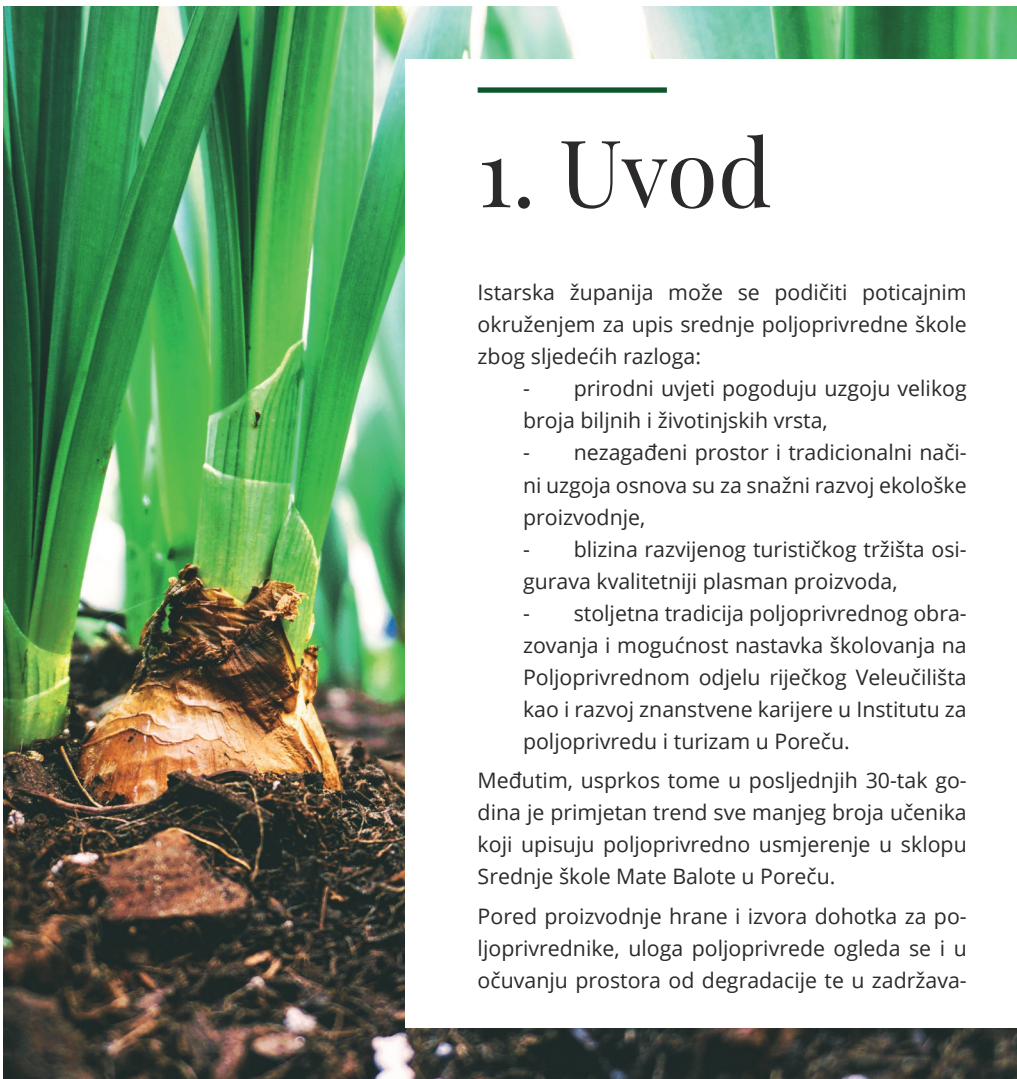 1. Uvod
Istarska županija može se podičiti poticajnim
okruženjem za upis srednje poljoprivredne škole
zbog sljedećih razloga:
- prirodni uvjeti pogoduju uzgoju velikog
broja biljnih i životinjskih vrsta,
- nezagađeni prostor i tradicionalni nači-
ni uzgoja osnova su za snažni razvoj ekološke
proizvodnje,
- blizina razvijenog turističkog tržišta osi-
gurava kvalitetniji plasman proizvoda,
- stoljetna tradicija poljoprivrednog obra-
zovanja i mogućnost nastavka školovanja na
Poljoprivrednom odjelu riječkog Veleučilišta
kao i razvoj znanstvene karijere u Institutu za
poljoprivredu i turizam u Poreču.
Međutim, usprkos tome u posljednjih 30-tak go-
dina je primjetan trend sve manjeg broja učenika
koji upisuju poljoprivredno usmjerenje u sklopu
Srednje škole Mate Balote u Poreču.
Pored proizvodnje hrane i izvora dohotka za po-
ljoprivrednike, uloga poljoprivrede ogleda se i u
očuvanju prostora od degradacije te u zadržava-